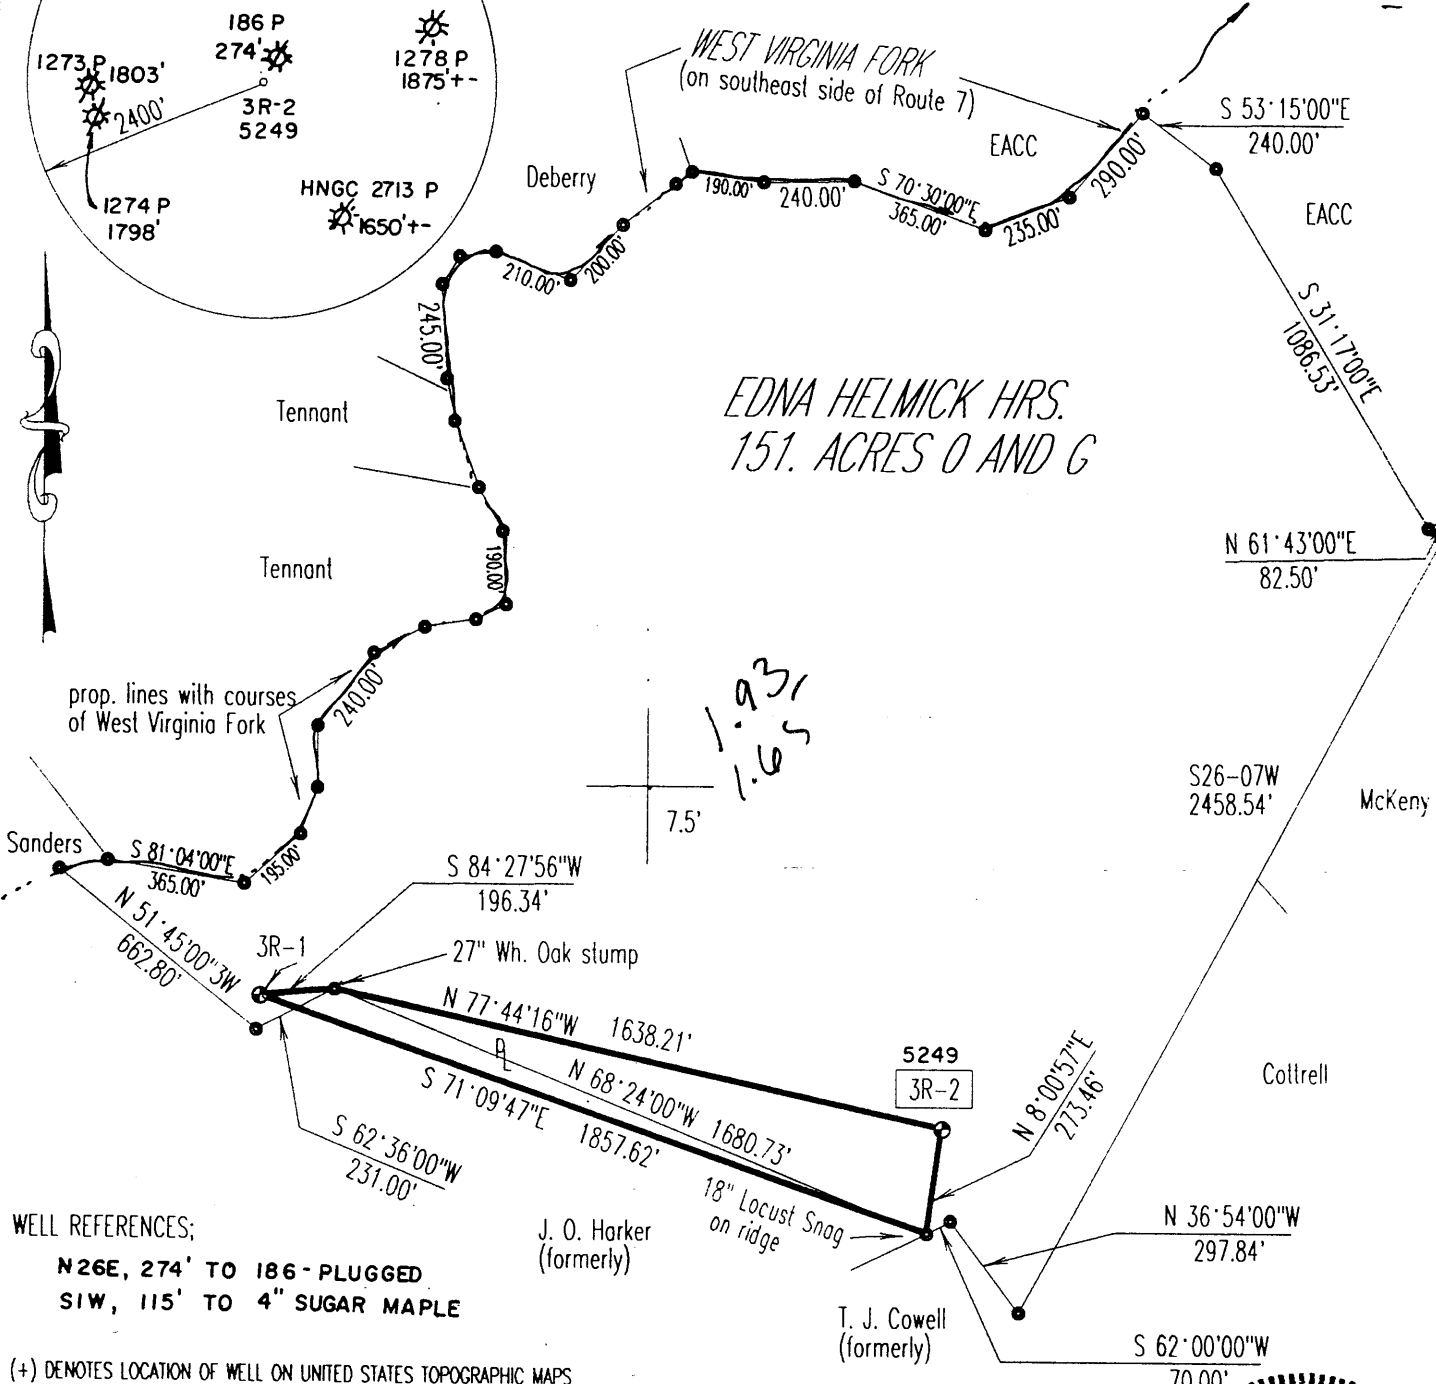 186 P
274'
1273 P
1803'
1278 P
1875'+-
2400'
3R-2
5249
1274 P
1798'
HNGC 2713 P
1650'+-
WEST VIRGINIA FORK
(on southeast side of Route 7)
S 53°15'00"E
240.00'
EACC
290.00'
Deberry
190.00'
240.00'
S 70°30'00"E
365.00'
235.00'
EACC
210.00'
200.00'
245.00'
S 31°17'00"E
1086.53'
Tennant
EDNA HELMICK HRS.
151. ACRES O AND G
N 61°43'00"E
82.50'
Tennant
190.00'
prop. lines with courses
of West Virginia Fork
240.00'
1.93,
1.65
7.5'
S26-07W
2458.54'
McKeny
Sanders
S 81°04'00"E
365.00'
195.00'
S 84°27'56"W
196.34'
N 51°45'00"3W
662.80'
3R-1
27" Wh. Oak stump
N 77°44'16"W 1638.21'
PL
N 68°24'00"W 1680.73'
S 71°09'47"E 1857.62'
5249
3R-2
N 8°00'57"E
273.46'
Cottrell
S 62°36'00"W
231.00'
18" Locust Snag
on ridge
WELL REFERENCES;
N26E, 274' TO 186-PLUGGED
S1W, 115' TO 4" SUGAR MAPLE
J. O. Harker
(formerly)
N 36°54'00"W
297.84'
T. J. Cowell
(formerly)
S 62°00'00"W
70.00'
(+) DENOTES LOCATION OF WELL ON UNITED STATES TOPOGRAPHIC MAPS